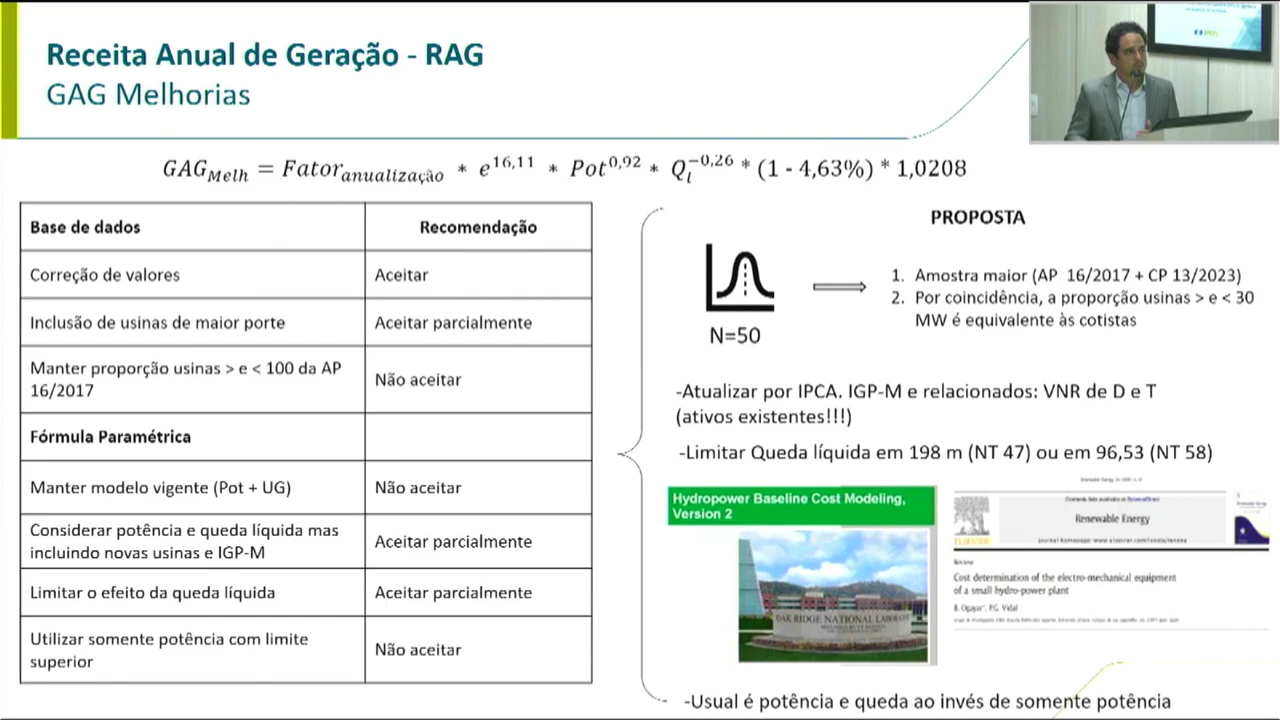 Receita Anual de Geração - RAG
GAG Melhorias
GAG_Melh = Fator_anualização * e^16,11 * Pot^0,92 * Q_l^-0,26 * (1 - 4,63%) * 1,0208
Base de dados Recomendação
Correção de valores Aceitar
Inclusão de usinas de maior porte Aceitar parcialmente
Manter proporção usinas > e < 100 da AP
16/2017 Não aceitar
Fórmula Paramétrica
Manter modelo vigente (Pot + UG) Não aceitar
Considerar potência e queda líquida mas
incluindo novas usinas e IGP-M Aceitar parcialmente
Limitar o efeito da queda líquida Aceitar parcialmente
Utilizar somente potência com limite
superior Não aceitar
PROPOSTA
N=50
1. Amostra maior (AP 16/2017 + CP 13/2023)
2. Por coincidência, a proporção usinas > e < 30
MW é equivalente às cotistas
-Atualizar por IPCA. IGP-M e relacionados: VNR de D e T
(ativos existentes!!!)
-Limitar Queda líquida em 198 m (NT 47) ou em 96,53 (NT 58)
Hydropower Baseline Cost Modeling,
Version 2
OAK RIDGE NATIONAL LABORATORY
Contents lists available at ScienceDirect
Renewable Energy
journal homepage: www.elsevier.com/locate/renene
ELSEVIER
Review
Cost determination of the electro-mechanical equipment
of a small hydro-power plant
B. Ogayar, P.G. Vidal
-Usual é potência e queda ao invés de somente potência